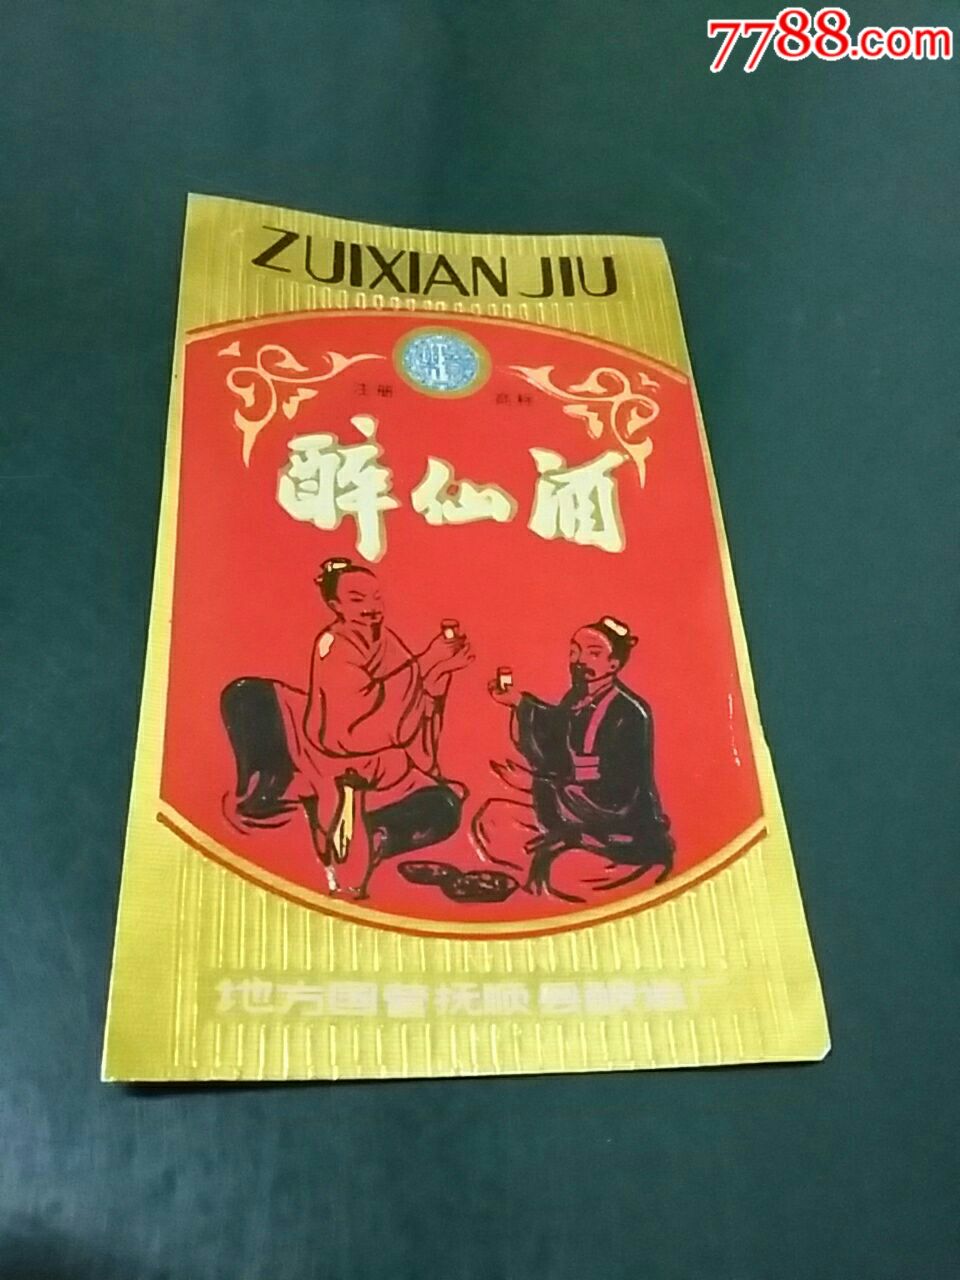 7788.com
ZUIXIAN JIU
注册 商标
醉仙酒
地方国营抚顺县酿造厂